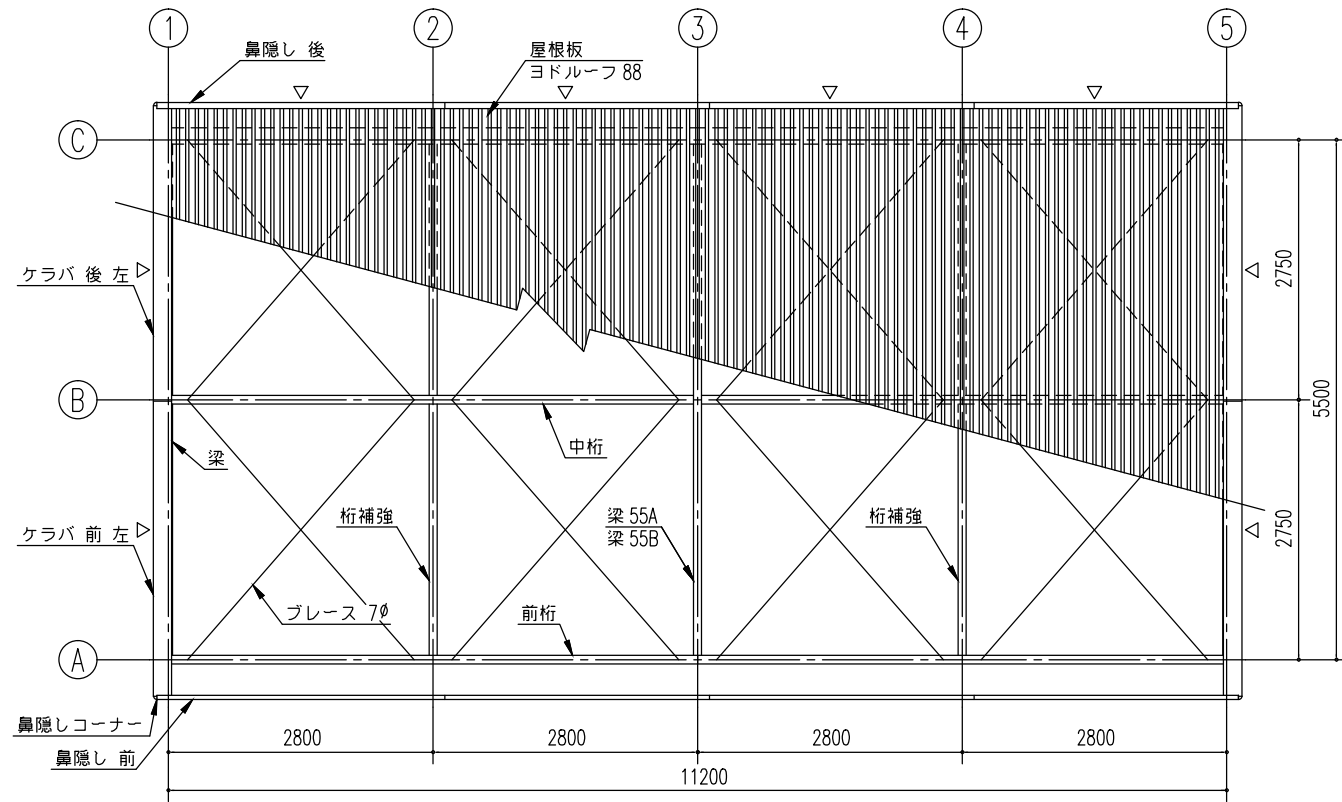 1
2
3
4
5
鼻隠し 後
屋根板
ヨドルーフ 88
C
ケラバ 後 左
2750
5500
B
中桁
梁
桁補強
梁 55A
梁 55B
桁補強
ケラバ 前 左
2750
ブレース 7φ
前桁
A
鼻隠しコーナー
鼻隠し 前
2800
2800
2800
2800
11200